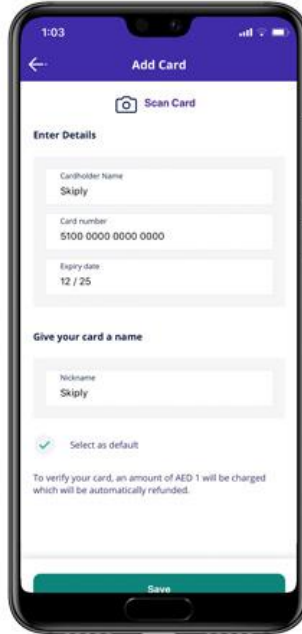 1:03
Add Card
Scan Card
Enter Details
Cardholder Name
Skiply
Card number
5100 0000 0000 0000
Expiry date
12 / 25
Give your card a name
Nickname
Skiply
Select as default
To verify your card, an amount of AED 1 will be charged
which will be automatically refunded.
Save